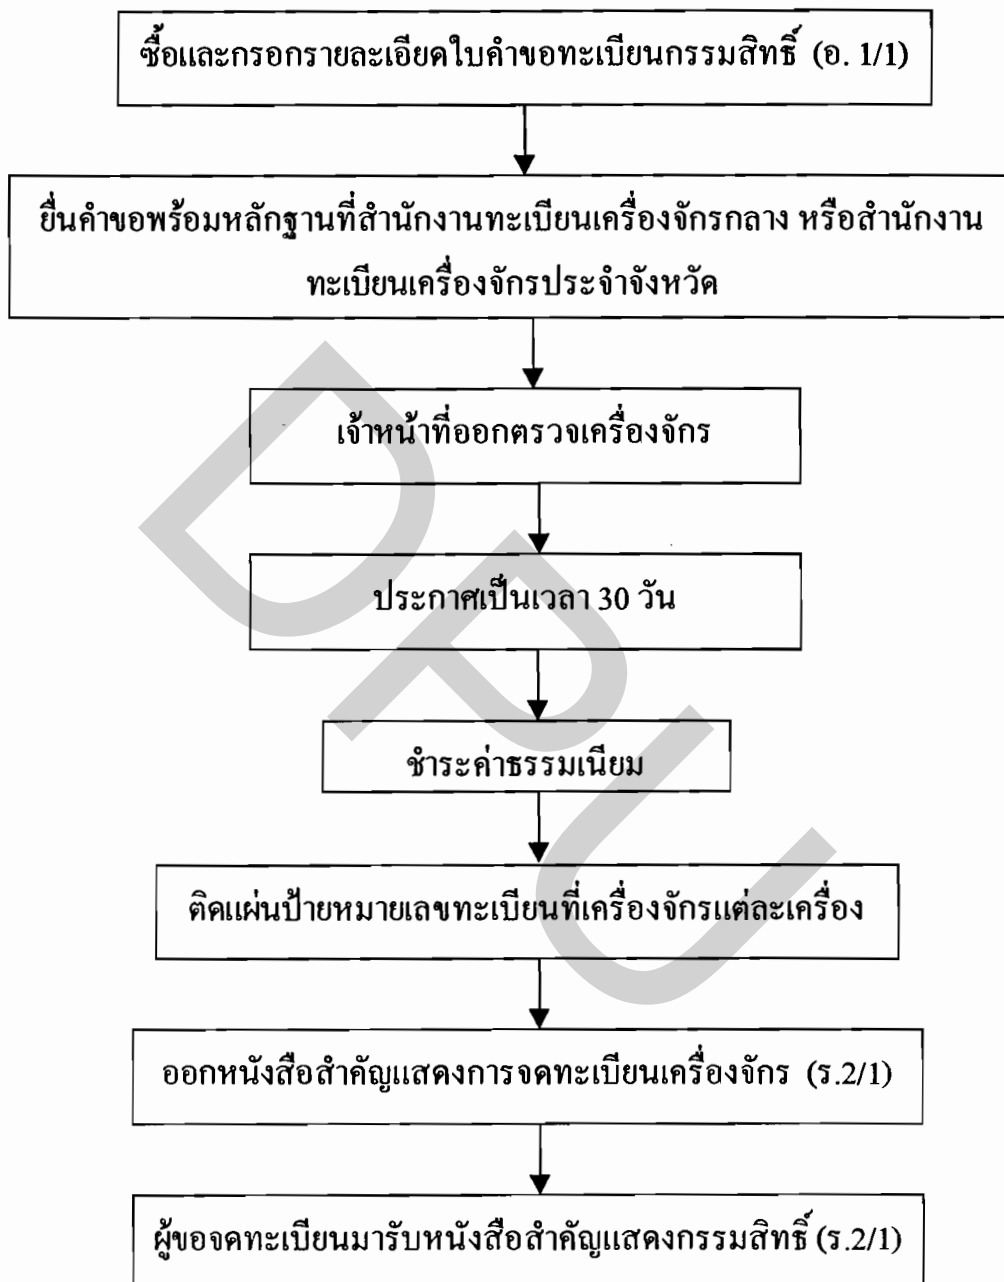 ซื้อและกรอกรายละเอียดใบคำขอทะเบียนกรรมสิทธิ์ (อ. 1/1)
ยื่นคำขอพร้อมหลักฐานที่สำนักงานทะเบียนเครื่องจักรกลาง หรือสำนักงาน
ทะเบียนเครื่องจักรประจำจังหวัด
เจ้าหน้าที่ออกตรวจเครื่องจักร
ประกาศเป็นเวลา 30 วัน
ชำระค่าธรรมเนียม
ติดแผ่นป้ายหมายเลขทะเบียนที่เครื่องจักรแต่ละเครื่อง
ออกหนังสือสำคัญแสดงการจดทะเบียนเครื่องจักร (ร.2/1)
ผู้ขอจดทะเบียนมารับหนังสือสำคัญแสดงกรรมสิทธิ์ (ร.2/1)
DPU